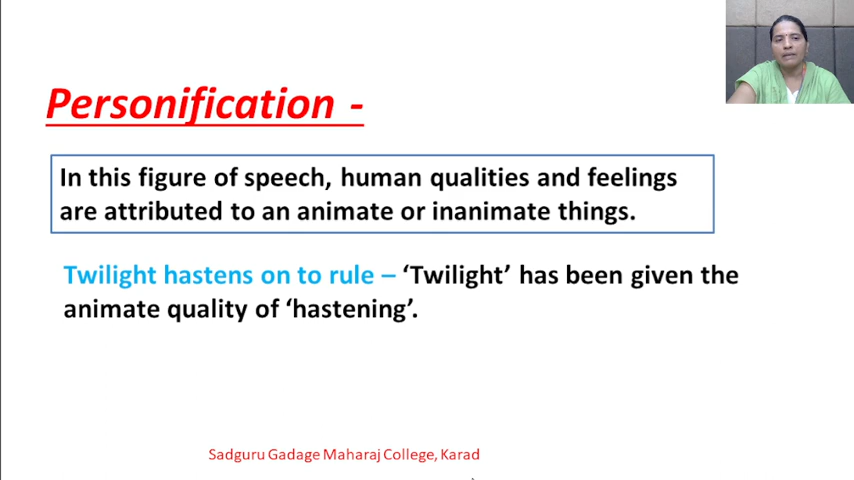 Personification -
In this figure of speech, human qualities and feelings
are attributed to an animate or inanimate things.
Twilight hastens on to rule – ‘Twilight’ has been given the
animate quality of ‘hastening’.
Sadguru Gadage Maharaj College, Karad